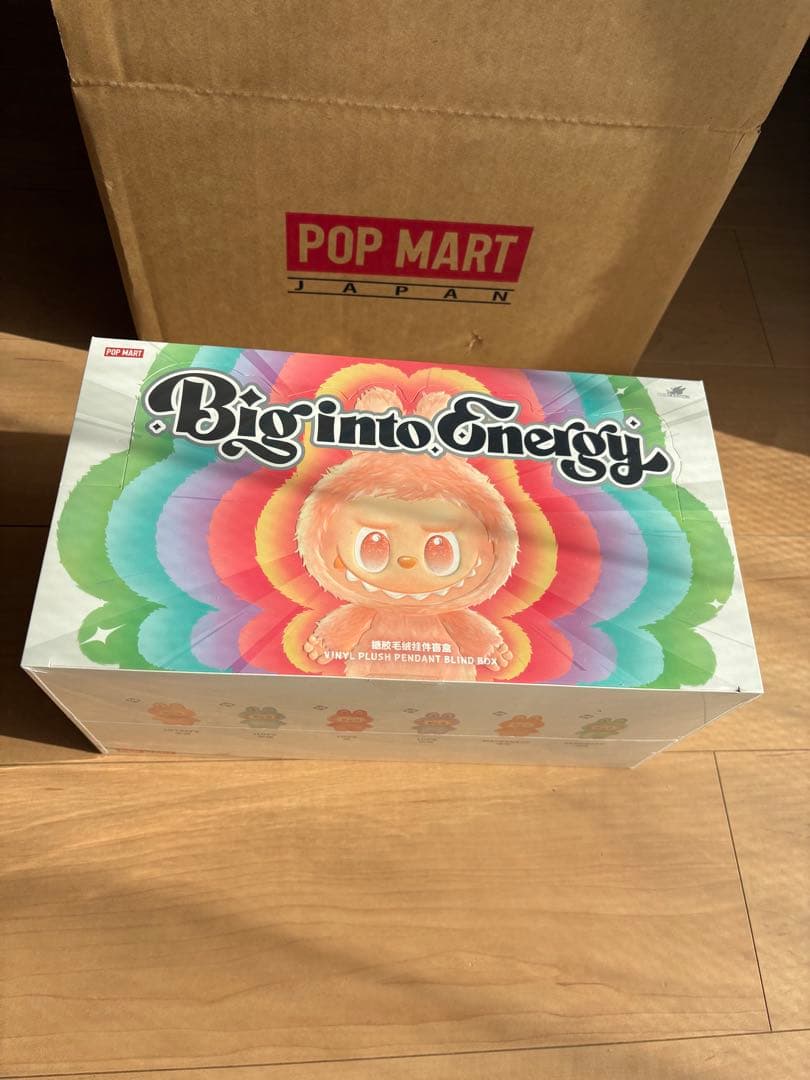 POP MART
JAPAN
POP MART
Big into Energy
搪胶毛绒挂件盲盒
VINYL PLUSH PENDANT BLIND BOX